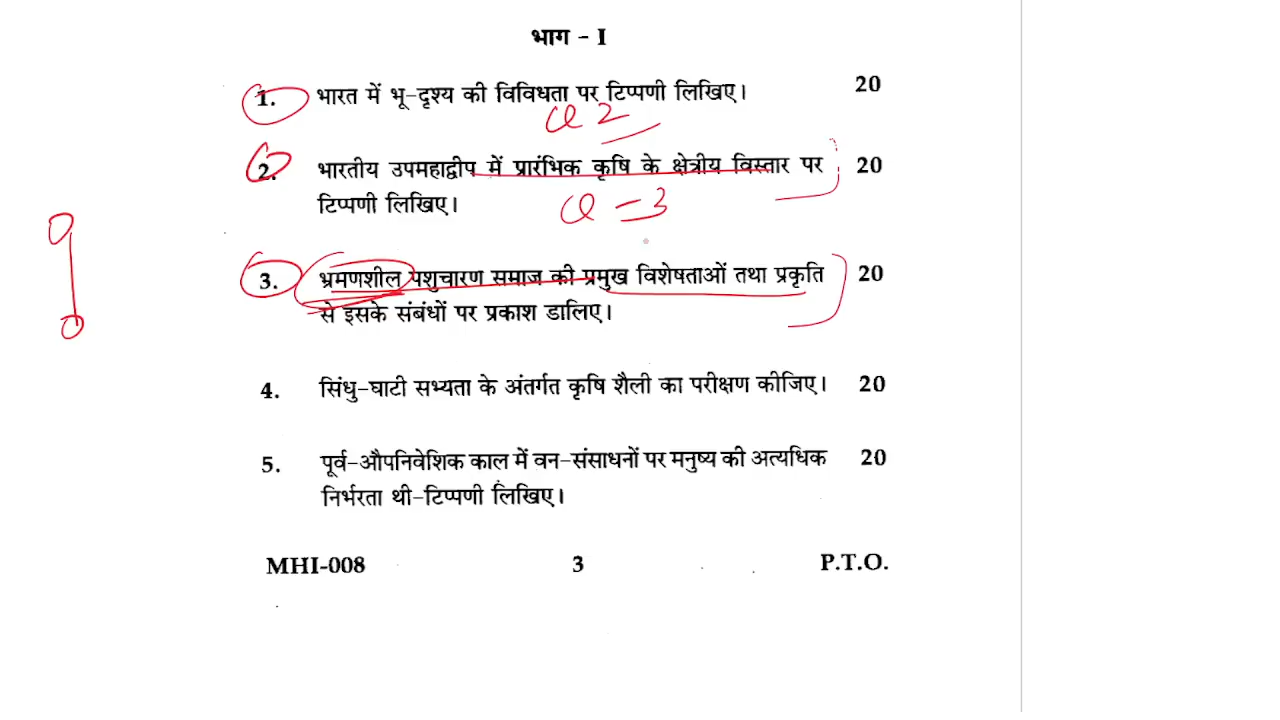 भाग - I
1. भारत में भू-दृश्य की विविधता पर टिप्पणी लिखिए। 20
Q 2
2. भारतीय उपमहाद्वीप में प्रारंभिक कृषि के क्षेत्रीय विस्तार पर 20
टिप्पणी लिखिए।
Q = 3
3. भ्रमणशील पशुचारण समाज की प्रमुख विशेषताओं तथा प्रकृति 20
से इसके संबंधों पर प्रकाश डालिए।
4. सिंधु-घाटी सभ्यता के अंतर्गत कृषि शैली का परीक्षण कीजिए। 20
5. पूर्व-औपनिवेशिक काल में वन-संसाधनों पर मनुष्य की अत्यधिक 20
निर्भरता थी-टिप्पणी लिखिए।
MHI-008 3 P.T.O.